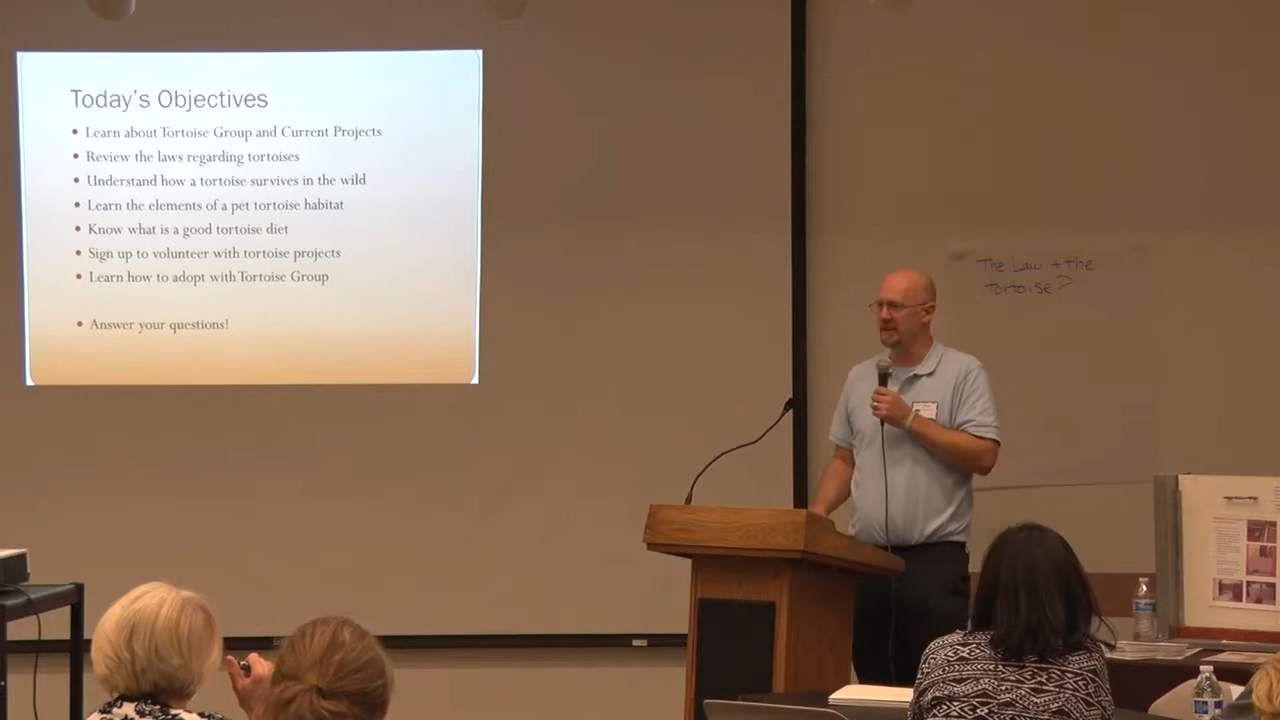 Today's Objectives
• Learn about Tortoise Group and Current Projects
• Review the laws regarding tortoises
• Understand how a tortoise survives in the wild
• Learn the elements of a pet tortoise habitat
• Know what is a good tortoise diet
• Sign up to volunteer with tortoise projects
• Learn how to adopt with Tortoise Group
• Answer your questions!
The Law + the
tortoise?